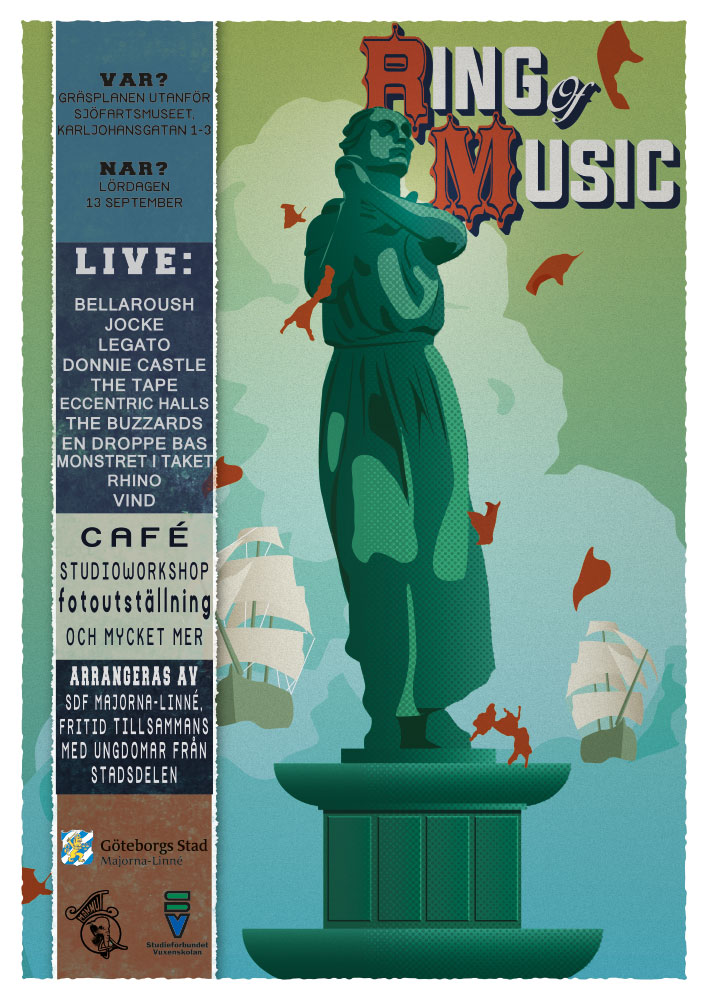 RING Of
MUSIC
VAR?
GRÄSPLANEN UTANFÖR
SJÖFARTSMUSEET,
KARLJOHANSGATAN 1-3
NÄR?
LÖRDAGEN
13 SEPTEMBER
LIVE:
BELLAROUSH
JOCKE
LEGATO
DONNIE CASTLE
THE TAPE
ECCENTRIC HALLS
THE BUZZARDS
EN DROPPE BAS
MONSTRET I TAKET
RHINO
VIND
CAFÉ
STUDIOWORKSHOP
fotoutställning
OCH MYCKET MER
ARRANGERAS AV
SDF MAJORNA-LINNÉ,
FRITID TILLSAMMANS
MED UNGDOMAR FRÅN
STADSDELEN
Göteborgs Stad
Majorna-Linné
MAMMUT
SV
Studieförbundet
Vuxenskolan